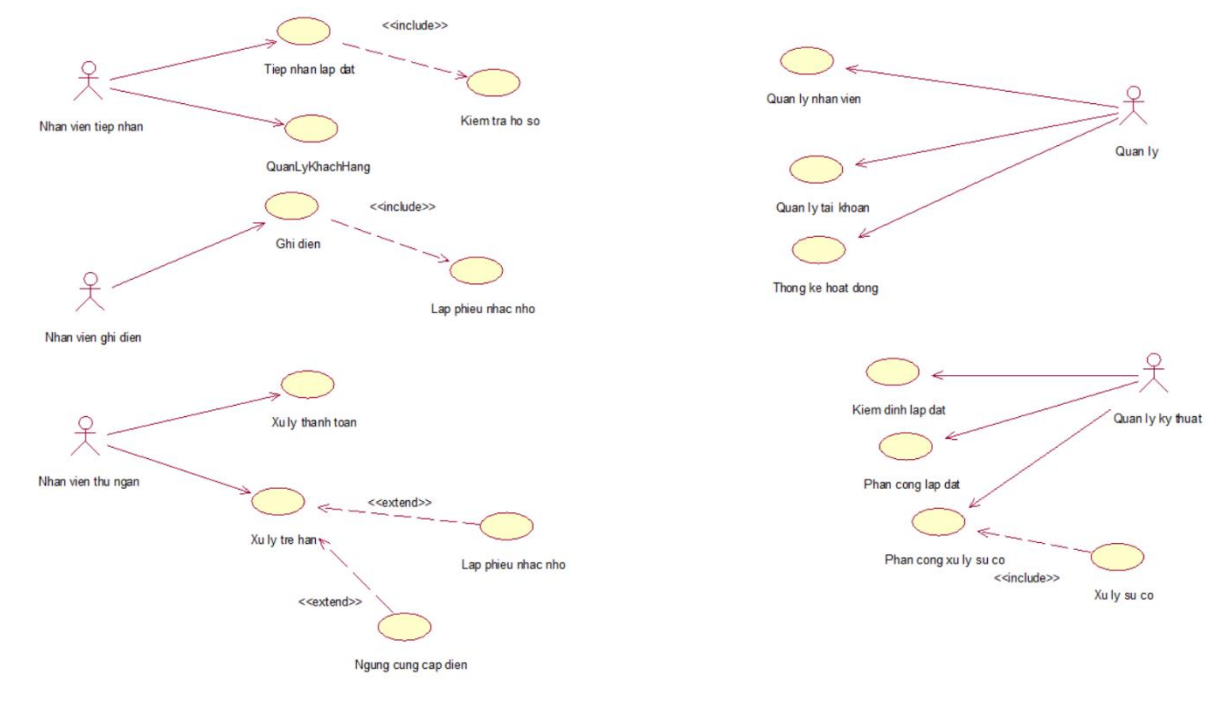 <<include>>
Tiep nhan lap dat
Nhan vien tiep nhan
Kiem tra ho so
QuanLyKhachHang
<<include>>
Ghi dien
Lap phieu nhac nho
Nhan vien ghi dien
Xu ly thanh toan
Nhan vien thu ngan
<<extend>>
Xu ly tre han
Lap phieu nhac nho
<<extend>>
Ngung cung cap dien
Quan ly nhan vien
Quan ly
Quan ly tai khoan
Thong ke hoat dong
Kiem dinh lap dat
Quan ly ky thuat
Phan cong lap dat
Phan cong xu ly su co
<<include>>
Xu ly su co